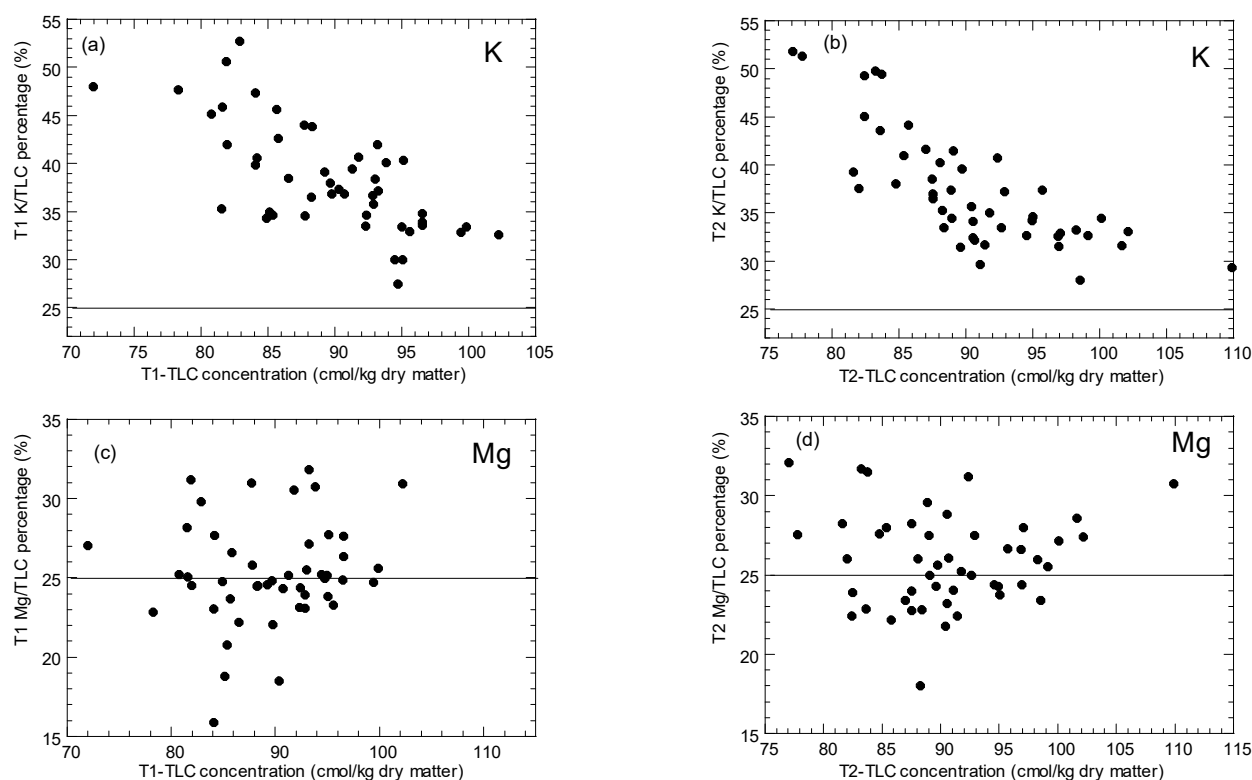 (a)
K
T1 K/TLC percentage (%)
55
50
45
40
35
30
25
70 75 80 85 90 95 100 105
T1-TLC concentration (cmol/kg dry matter)
(b)
K
T2 K/TLC percentage (%)
55
50
45
40
35
30
25
75 80 85 90 95 100 105 110
T2-TLC concentration (cmol/kg dry matter)
(c)
Mg
T1 Mg/TLC percentage (%)
35
30
25
20
15
70 80 90 100 110
T1-TLC concentration (cmol/kg dry matter)
(d)
Mg
T2 Mg/TLC percentage (%)
35
30
25
20
15
75 80 85 90 95 100 105 110 115
T2-TLC concentration (cmol/kg dry matter)